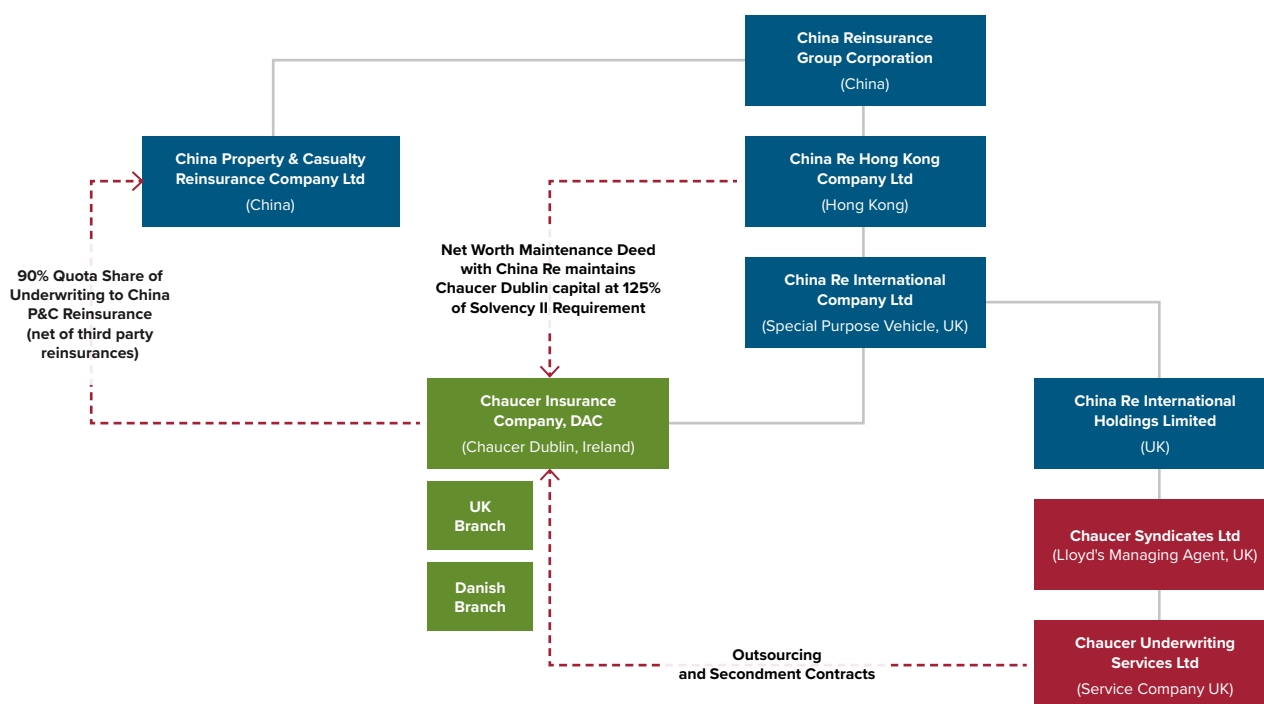 China Reinsurance
Group Corporation
(China)
China Property & Casualty
Reinsurance Company Ltd
(China)
China Re Hong Kong
Company Ltd
(Hong Kong)
Net Worth Maintenance Deed
with China Re maintains
Chaucer Dublin capital at 125%
of Solvency II Requirement
90% Quota Share of
Underwriting to China
P&C Reinsurance
(net of third party
reinsurances)
China Re International
Company Ltd
(Special Purpose Vehicle, UK)
Chaucer Insurance
Company, DAC
(Chaucer Dublin, Ireland)
China Re International
Holdings Limited
(UK)
UK
Branch
Danish
Branch
Chaucer Syndicates Ltd
(Lloyd's Managing Agent, UK)
Outsourcing
and Secondment Contracts
Chaucer Underwriting
Services Ltd
(Service Company UK)